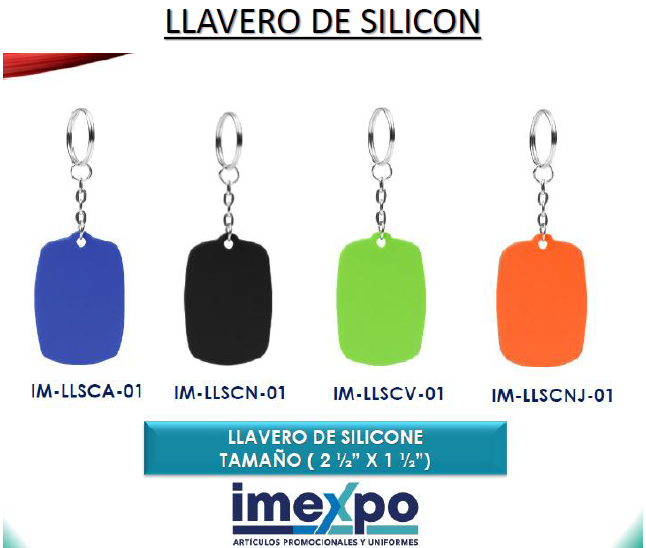 LLAVERO DE SILICON
IM-LLSCA-01 IM-LLSCN-01 IM-LLSCV-01 IM-LLSCNJ-01
LLAVERO DE SILICONE
TAMAÑO ( 2 ½” X 1 ½”)
imexpo
ARTÍCULOS PROMOCIONALES Y UNIFORMES